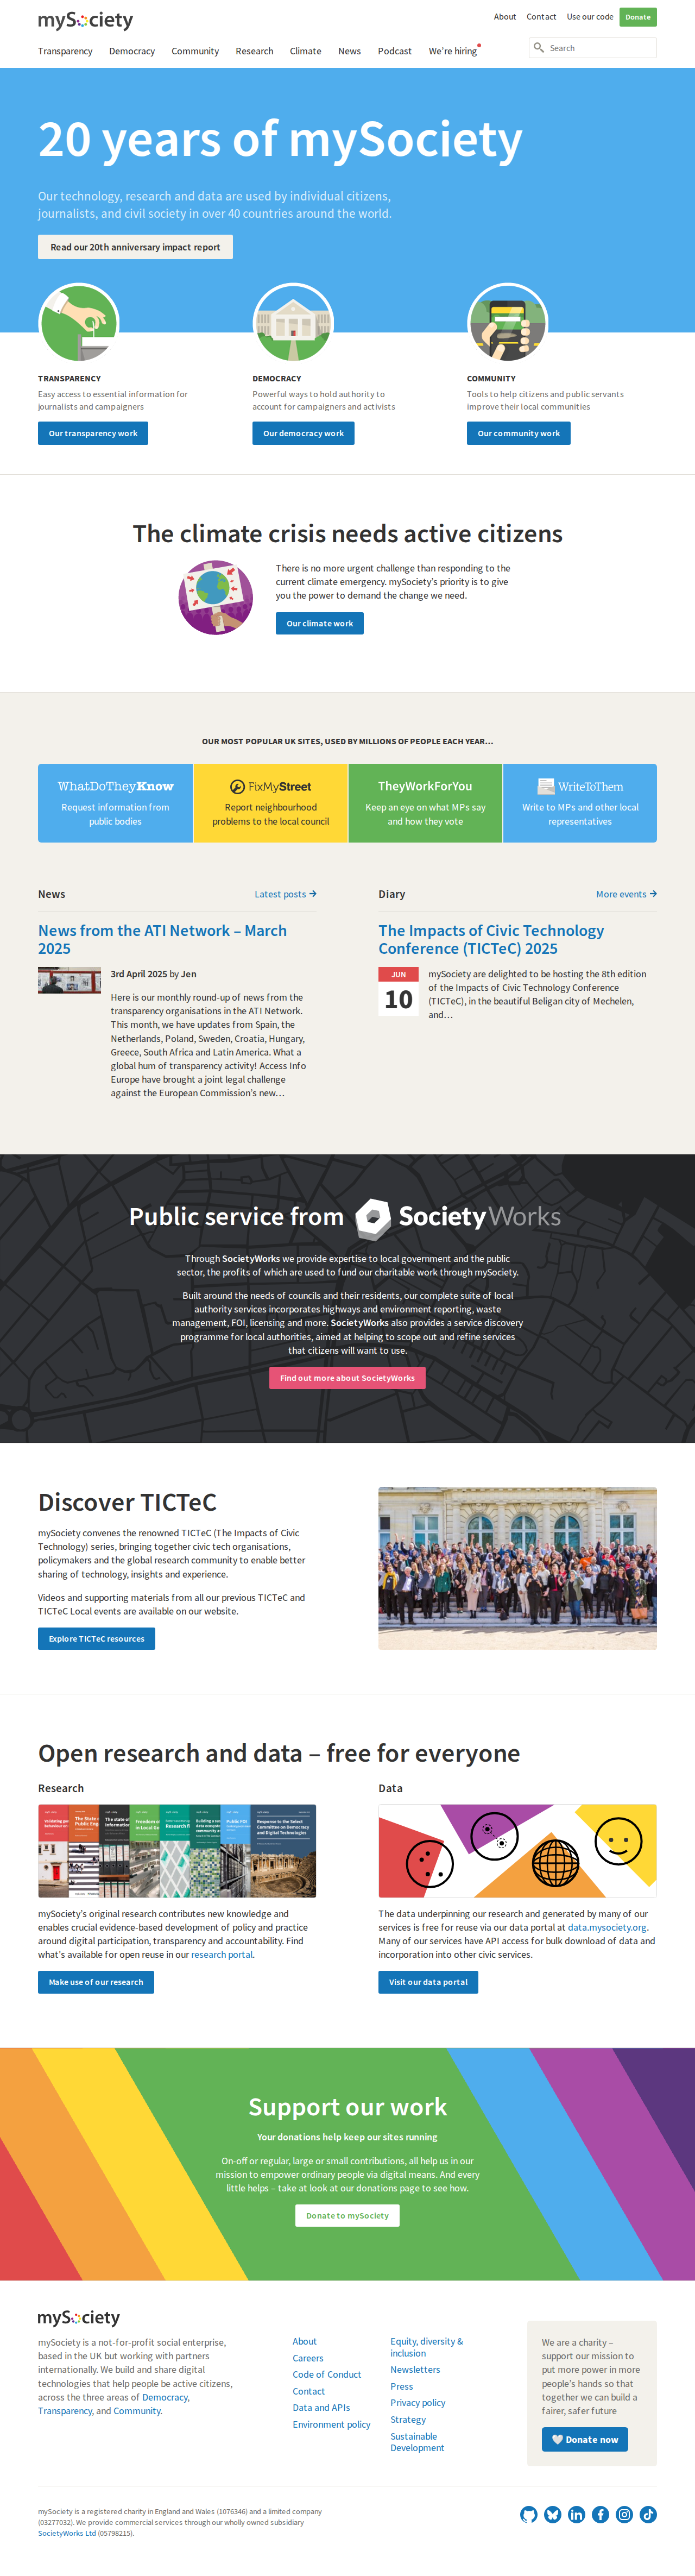 mySociety
About Contact Use our code Donate
Transparency Democracy Community Research Climate News Podcast We're hiring
Search
20 years of mySociety
Our technology, research and data are used by individual citizens,
journalists, and civil society in over 40 countries around the world.
Read our 20th anniversary impact report
TRANSPARENCY
Easy access to essential information for
journalists and campaigners
Our transparency work
DEMOCRACY
Powerful ways to hold authority to
account for campaigners and activists
Our democracy work
COMMUNITY
Tools to help citizens and public servants
improve their local communities
Our community work
The climate crisis needs active citizens
There is no more urgent challenge than responding to the
current climate emergency. mySociety's priority is to give
you the power to demand the change we need.
Our climate work
OUR MOST POPULAR UK SITES, USED BY MILLIONS OF PEOPLE EACH YEAR…
WhatDoTheyKnow
Request information from
public bodies
FixMyStreet
Report neighbourhood
problems to the local council
TheyWorkForYou
Keep an eye on what MPs say
and how they vote
WriteToThem
Write to MPs and other local
representatives
News
Latest posts
News from the ATI Network – March
2025
3rd April 2025 by Jen
Here is our monthly round-up of news from the
transparency organisations in the ATI Network.
This month, we have updates from Spain, the
Netherlands, Poland, Sweden, Croatia, Hungary,
Greece, South Africa and Latin America. What a
global hum of transparency activity! Access Info
Europe have brought a joint legal challenge
against the European Commission's new…
Diary
More events
The Impacts of Civic Technology
Conference (TICTeC) 2025
JUN
10
mySociety are delighted to be hosting the 8th edition
of the Impacts of Civic Technology Conference
(TICTeC), in the beautiful Beligan city of Mechelen,
and…
Public service from SocietyWorks
Through SocietyWorks we provide expertise to local government and the public
sector, the profits of which are used to fund our charitable work through mySociety.
Built around the needs of councils and their residents, our complete suite of local
authority services incorporates highways and environment reporting, waste
management, FOI, licensing and more. SocietyWorks also provides a service discovery
programme for local authorities, aimed at helping to scope out and refine services
that citizens will want to use.
Find out more about SocietyWorks
Discover TICTeC
mySociety convenes the renowned TICTeC (The Impacts of Civic
Technology) series, bringing together civic tech organisations,
policymakers and the global research community to enable better
sharing of technology, insights and experience.
Videos and supporting materials from all our previous TICTeC and
TICTeC Local events are available on our website.
Explore TICTeC resources
Open research and data – free for everyone
Research
Response to the Select
Committee on Democracy
and Digital Technologies
mySociety's original research contributes new knowledge and
enables crucial evidence-based development of policy and practice
around digital participation, transparency and accountability. Find
what's available for open reuse in our research portal.
Make use of our research
Data
The data underpinning our research and generated by many of our
services is free for reuse via our data portal at data.mysociety.org.
Many of our services have API access for bulk download of data and
incorporation into other civic services.
Visit our data portal
Support our work
Your donations help keep our sites running
On-off or regular, large or small contributions, all help us in our
mission to empower ordinary people via digital means. And every
little helps – take at look at our donations page to see how.
Donate to mySociety
mySociety
mySociety is a not-for-profit social enterprise,
based in the UK but working with partners
internationally. We build and share digital
technologies that help people be active citizens,
across the three areas of Democracy,
Transparency, and Community.
About
Careers
Code of Conduct
Contact
Data and APIs
Environment policy
Equity, diversity &
inclusion
Newsletters
Press
Privacy policy
Strategy
Sustainable
Development
We are a charity –
support our mission to
put more power in more
people's hands so that
together we can build a
fairer, safer future
Donate now
mySociety is a registered charity in England and Wales (1076346) and a limited company
(03277032). We provide commercial services through our wholly owned subsidiary
SocietyWorks Ltd (05798215).